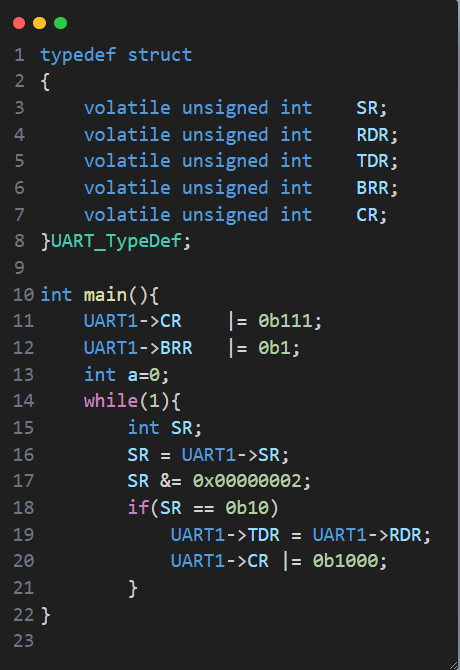 1 typedef struct
2 {
3     volatile unsigned int    SR;
4     volatile unsigned int    RDR;
5     volatile unsigned int    TDR;
6     volatile unsigned int    BRR;
7     volatile unsigned int    CR;
8 }UART_TypeDef;
9
10 int main(){
11     UART1->CR    |= 0b111;
12     UART1->BRR   |= 0b1;
13     int a=0;
14     while(1){
15         int SR;
16         SR = UART1->SR;
17         SR &= 0x00000002;
18         if(SR == 0b10)
19             UART1->TDR = UART1->RDR;
20             UART1->CR |= 0b1000;
21         }
22 }
23